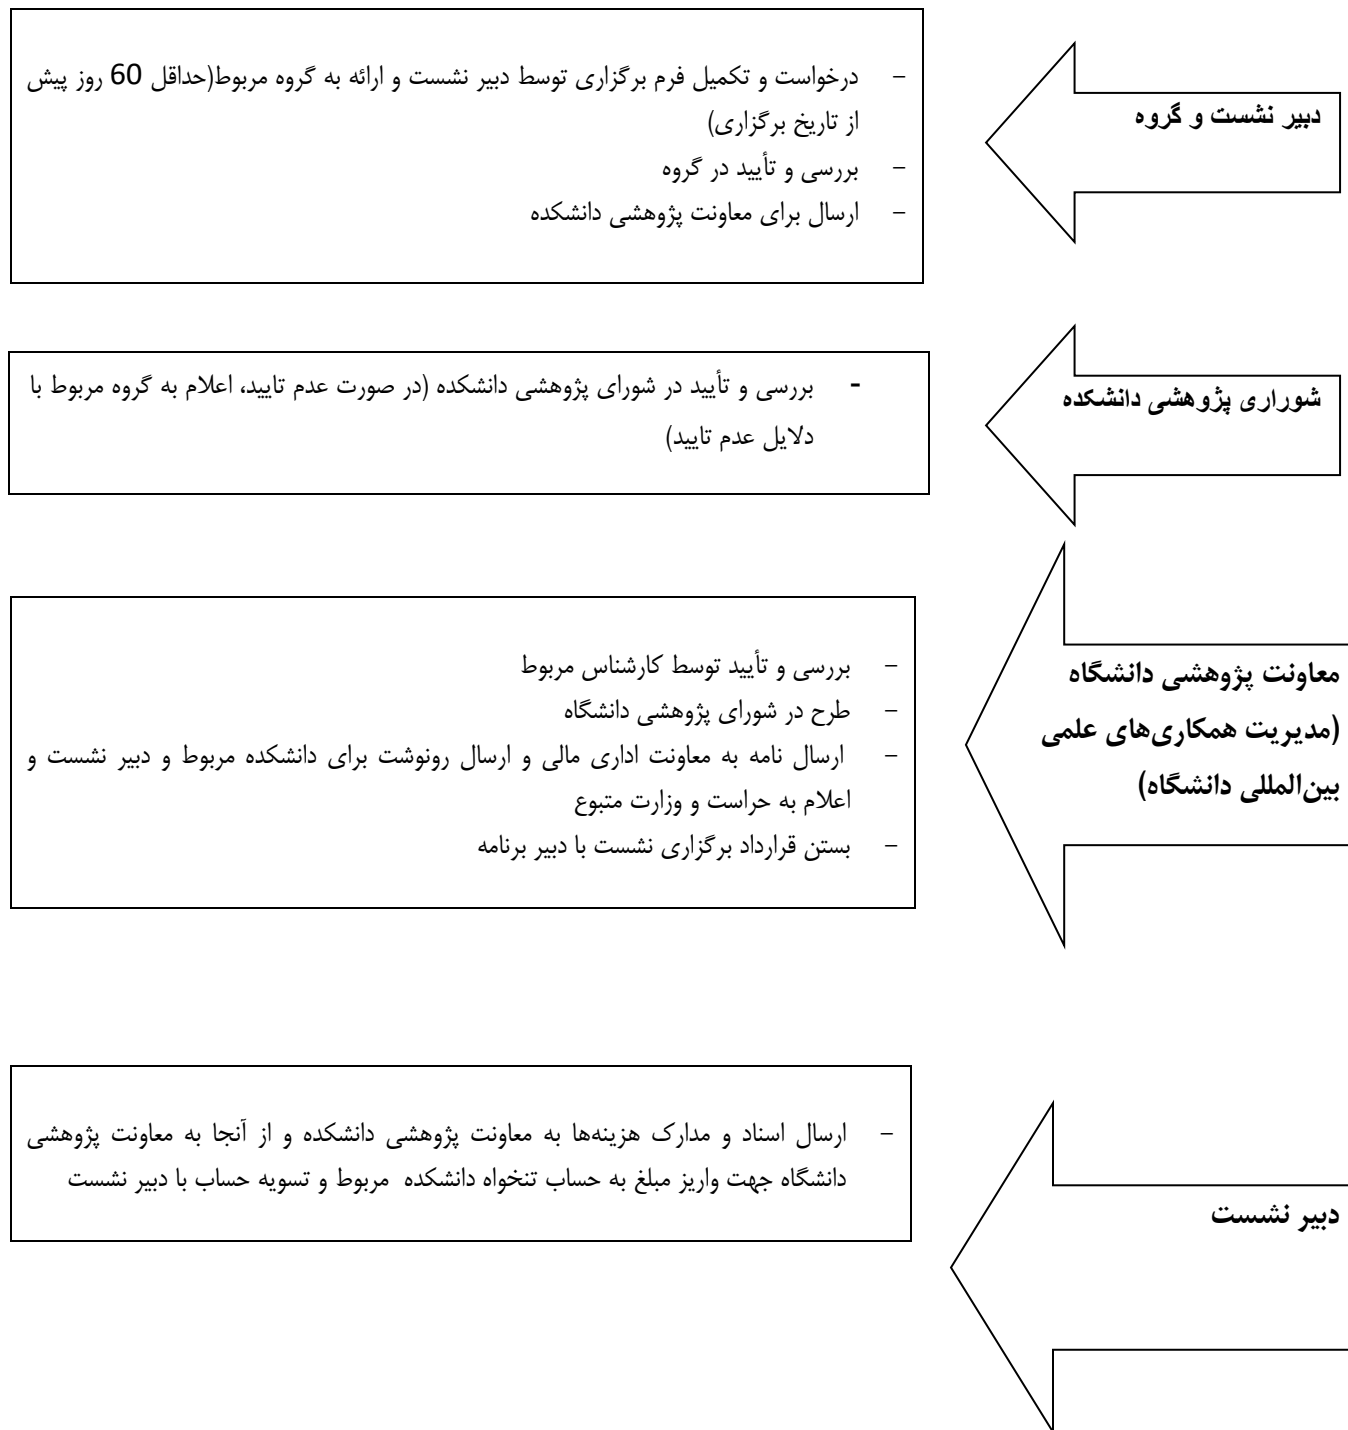 دبیر نشست و گروه
- درخواست و تکمیل فرم برگزاری توسط دبیر نشست و ارائه به گروه مربوط(حداقل 60 روز پیش
از تاریخ برگزاری)
- بررسی و تأیید در گروه
- ارسال برای معاونت پژوهشی دانشکده
شوراری پژوهشی دانشکده
- بررسی و تأیید در شورای پژوهشی دانشکده (در صورت عدم تایید، اعلام به گروه مربوط با
دلایل عدم تایید)
معاونت پژوهشی دانشگاه
(مدیریت همکاری‌های علمی
بین‌المللی دانشگاه)
- بررسی و تأیید توسط کارشناس مربوط
- طرح در شورای پژوهشی دانشگاه
- ارسال نامه به معاونت اداری مالی و ارسال رونوشت برای دانشکده مربوط و دبیر نشست و
اعلام به حراست و وزارت متبوع
- بستن قرارداد برگزاری نشست با دبیر برنامه
دبیر نشست
- ارسال اسناد و مدارک هزینه‌ها به معاونت پژوهشی دانشکده و از آنجا به معاونت پژوهشی
دانشگاه جهت واریز مبلغ به حساب تنخواه دانشکده مربوط و تسویه حساب با دبیر نشست